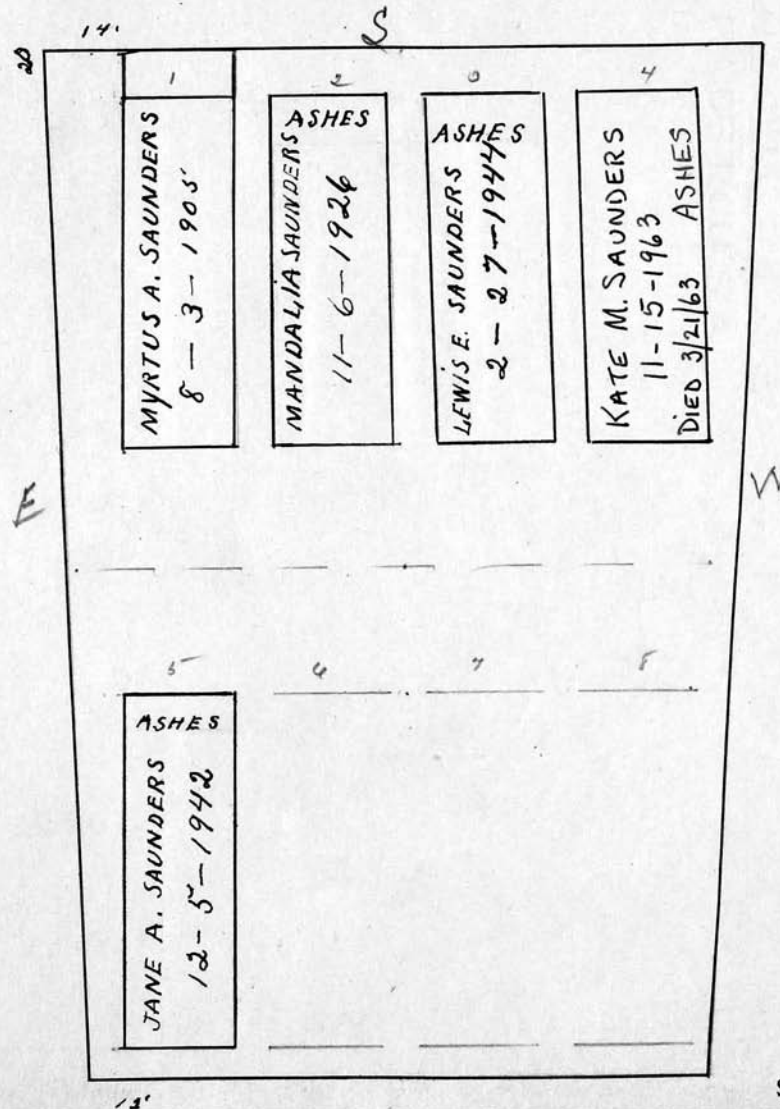 14'
S
20
1
2
3
4
MYRTUS A. SAUNDERS
8-3-1905
ASHES
MANDALIA SAUNDERS
11-6-1926
ASHES
LEWIS E. SAUNDERS
2-27-1944
KATE M. SAUNDERS
11-15-1963
DIED 3/21/63 ASHES
E
5
6
7
8
ASHES
JANE A. SAUNDERS
12-5-1942